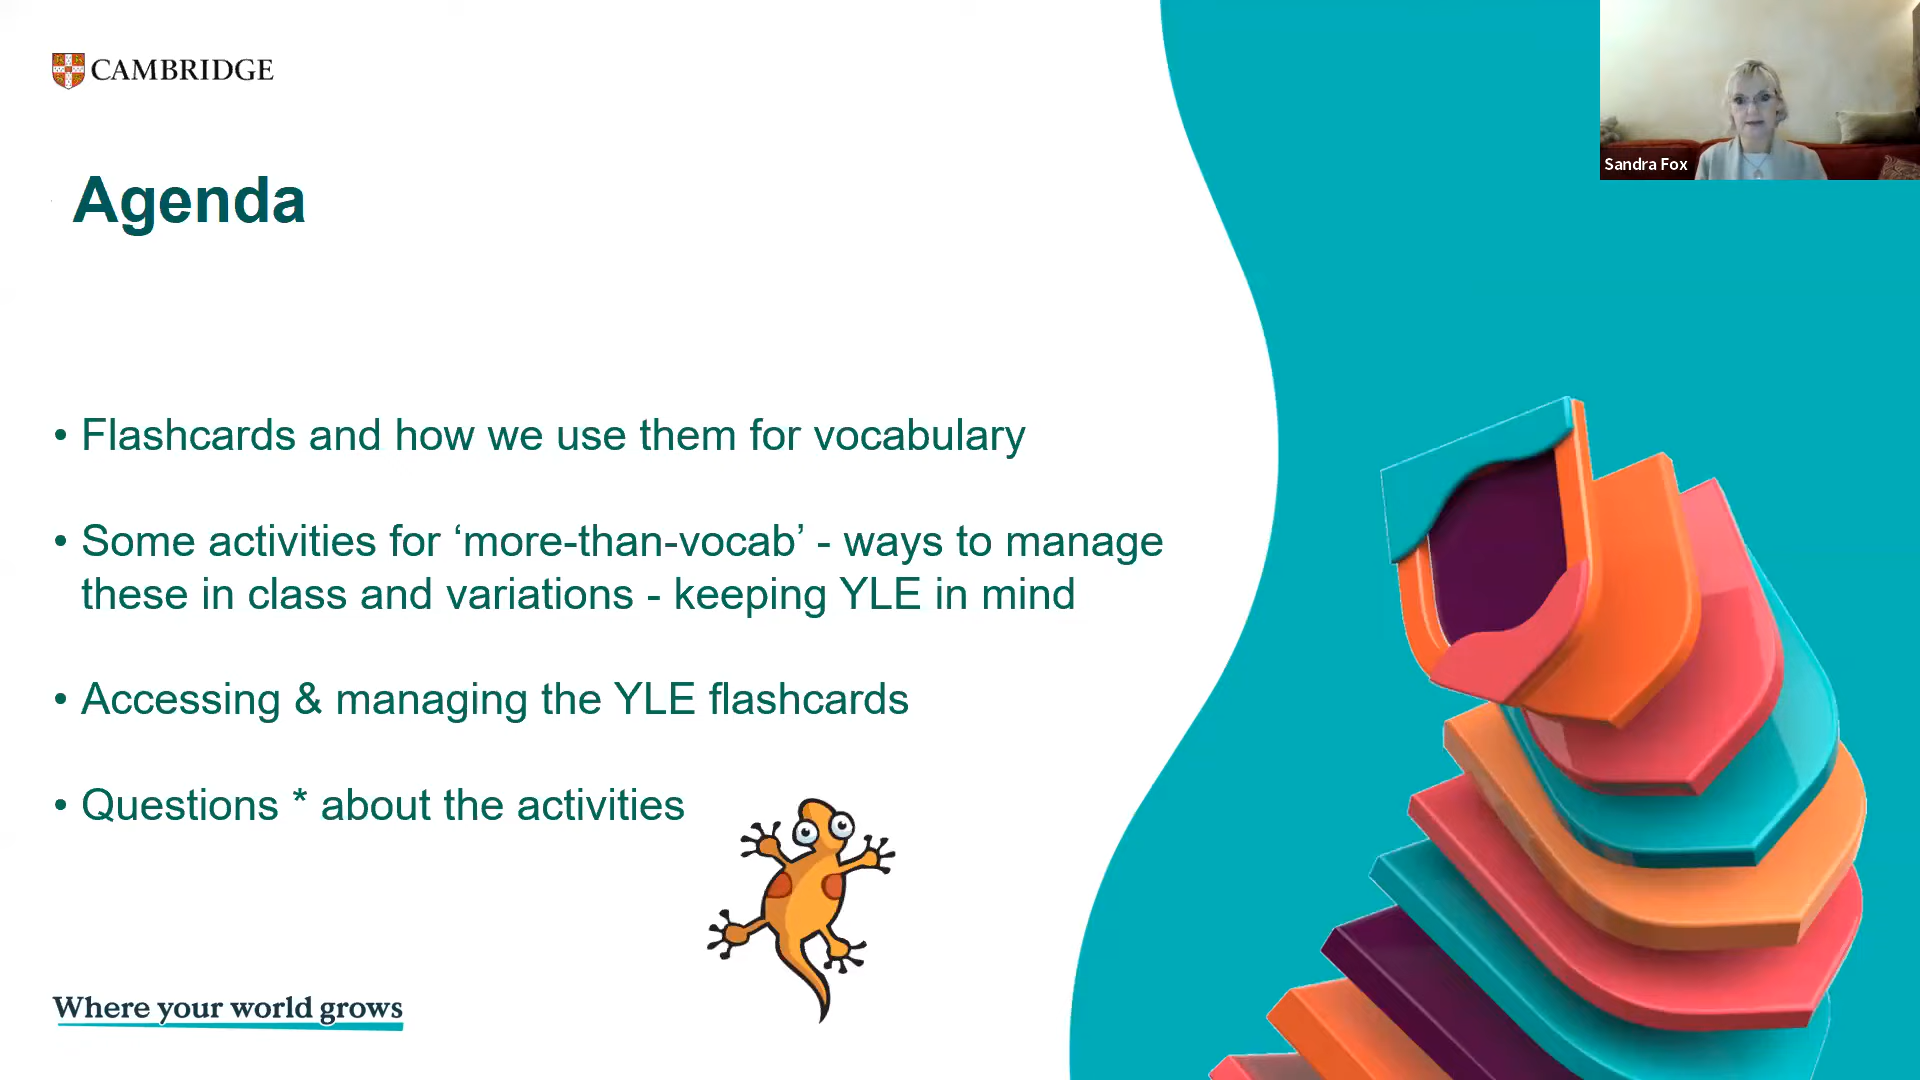 CAMBRIDGE
Sandra Fox
Agenda
• Flashcards and how we use them for vocabulary
• Some activities for ‘more-than-vocab’ - ways to manage
these in class and variations - keeping YLE in mind
• Accessing & managing the YLE flashcards
• Questions * about the activities
Where your world grows